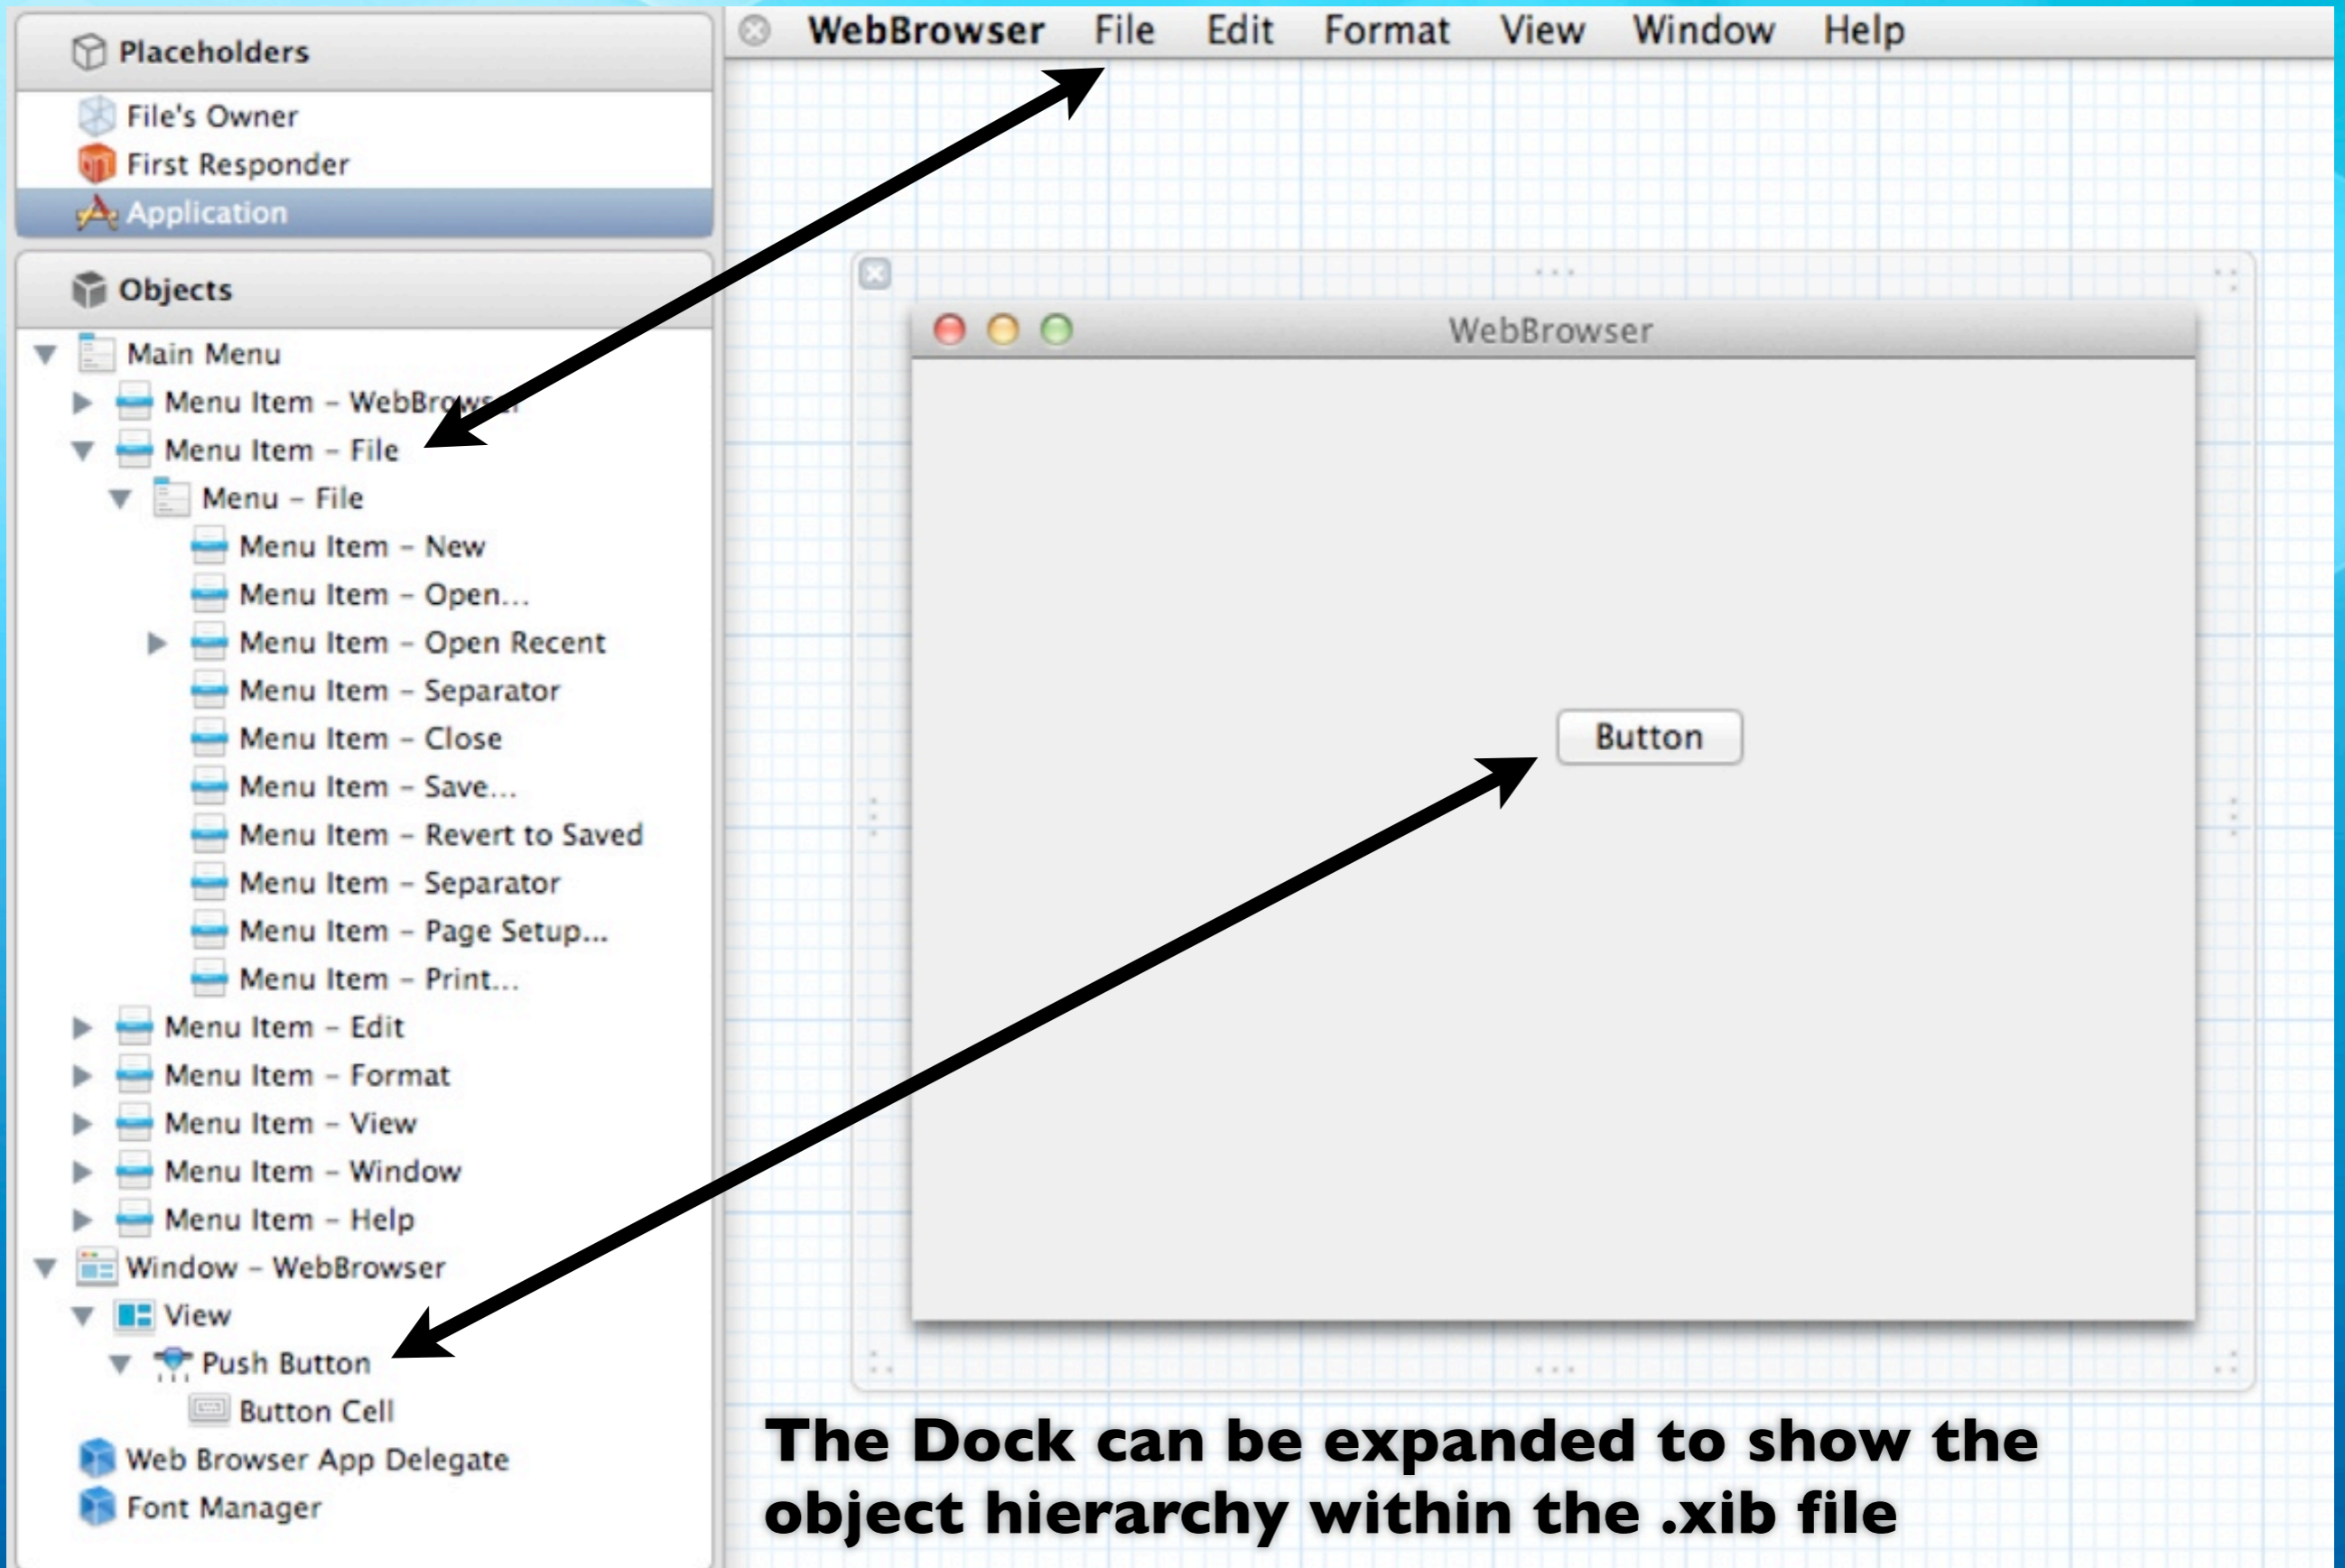 Placeholders
File's Owner
First Responder
Application
Objects
Main Menu
Menu Item – WebBrowser
Menu Item – File
Menu – File
Menu Item – New
Menu Item – Open...
Menu Item – Open Recent
Menu Item – Separator
Menu Item – Close
Menu Item – Save...
Menu Item – Revert to Saved
Menu Item – Separator
Menu Item – Page Setup...
Menu Item – Print...
Menu Item – Edit
Menu Item – Format
Menu Item – View
Menu Item – Window
Menu Item – Help
Window – WebBrowser
View
Push Button
Button Cell
Web Browser App Delegate
Font Manager
WebBrowser File Edit Format View Window Help
WebBrowser
Button
The Dock can be expanded to show the
object hierarchy within the .xib file